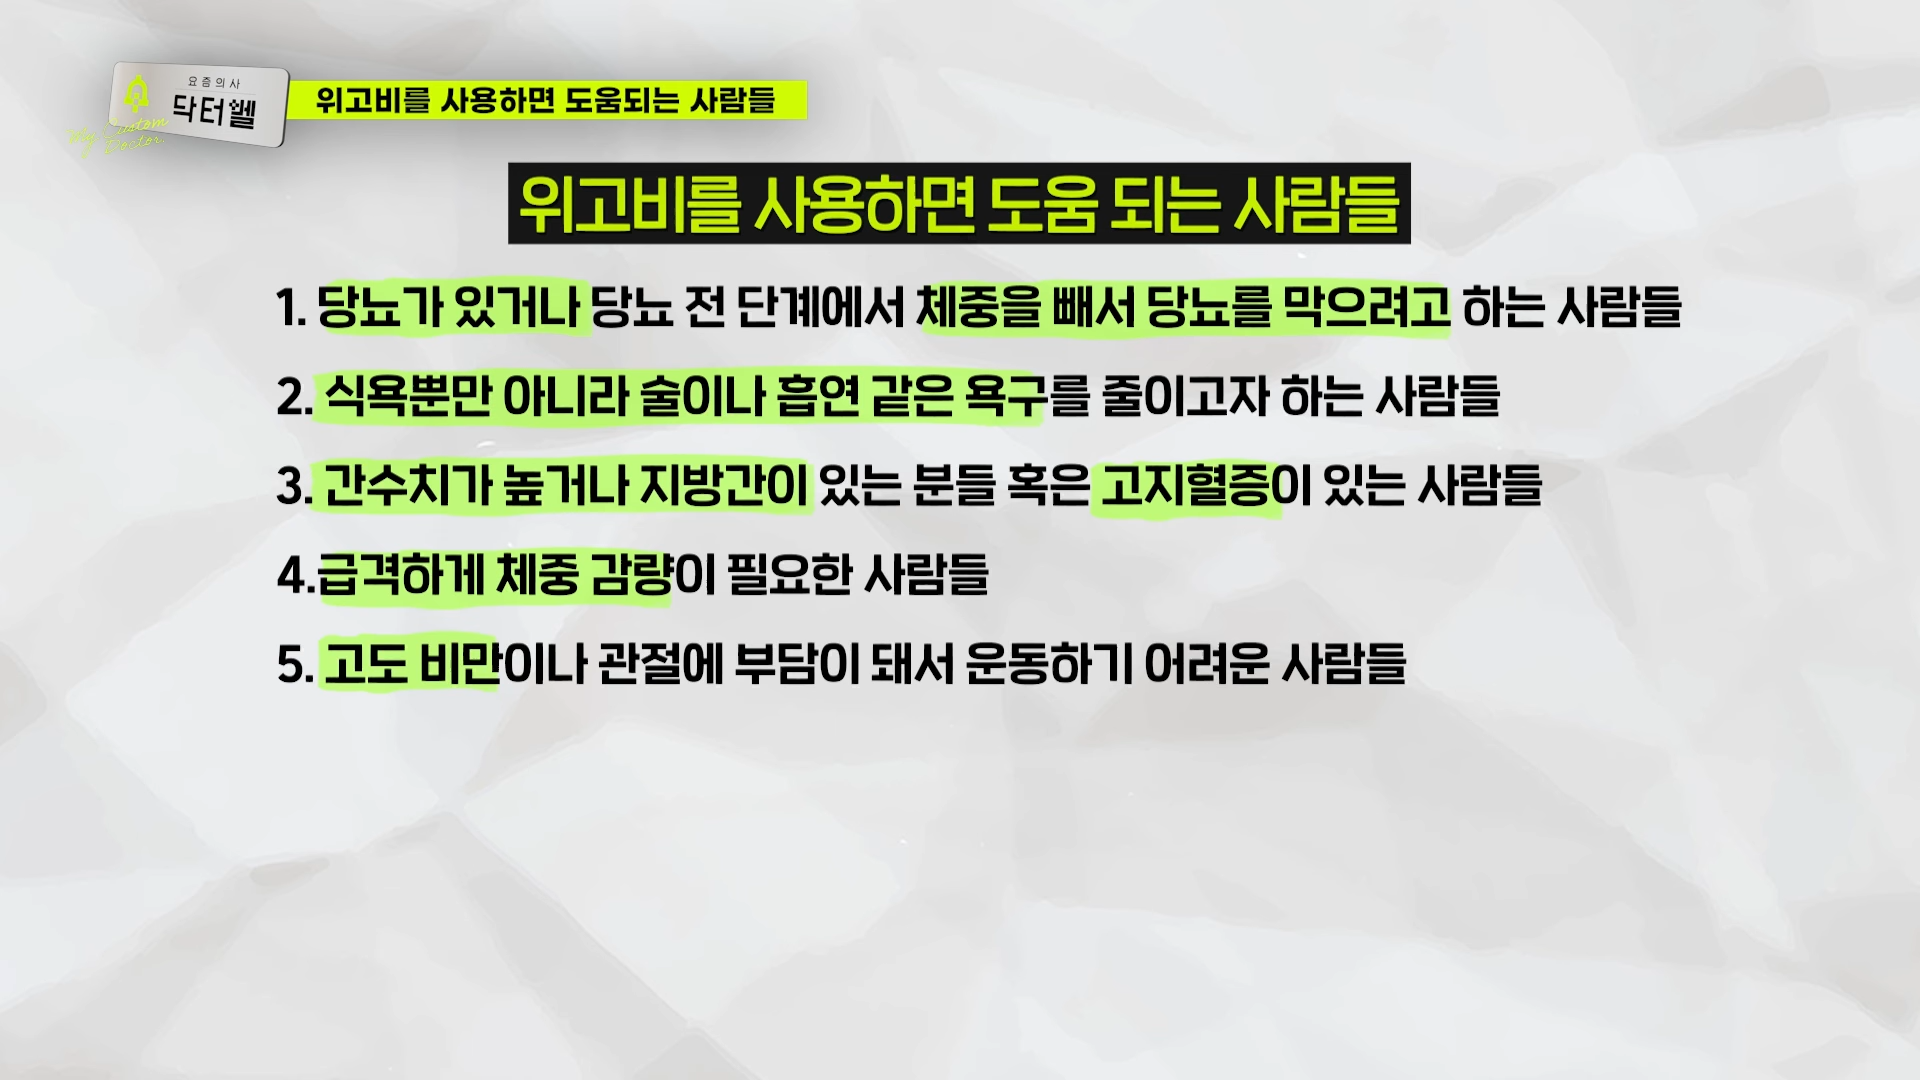 요즘의사
닥터벨
My Custom
Doctor
위고비를 사용하면 도움되는 사람들
위고비를 사용하면 도움 되는 사람들
1. 당뇨가 있거나 당뇨 전 단계에서 체중을 빼서 당뇨를 막으려고 하는 사람들
2. 식욕뿐만 아니라 술이나 흡연 같은 욕구를 줄이고자 하는 사람들
3. 간수치가 높거나 지방간이 있는 분들 혹은 고지혈증이 있는 사람들
4.급격하게 체중 감량이 필요한 사람들
5. 고도 비만이나 관절에 부담이 돼서 운동하기 어려운 사람들